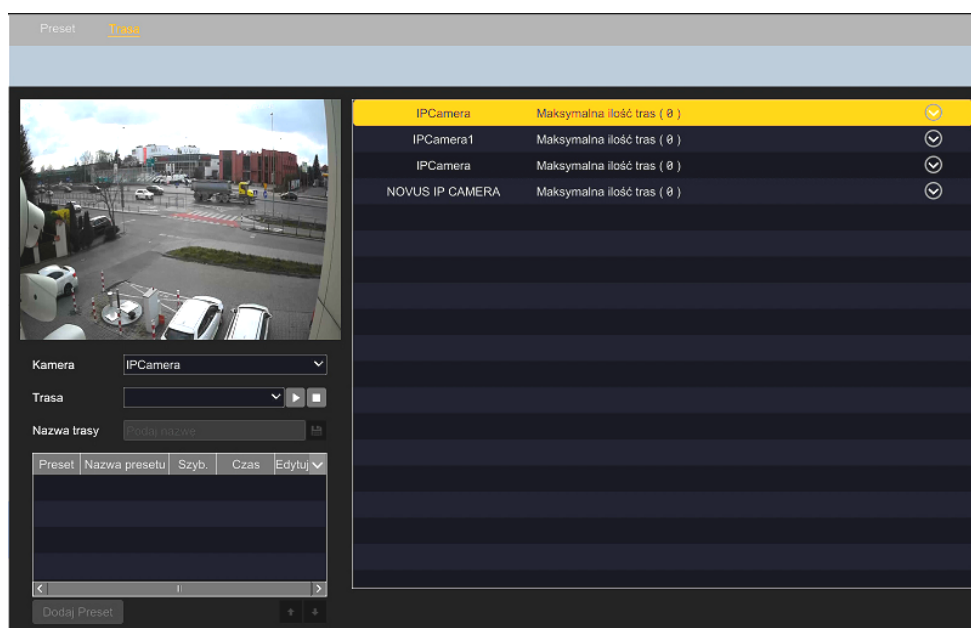 Preset Trasa
IPCamera Maksymalna ilość tras ( 0 )
IPCamera1 Maksymalna ilość tras ( 0 )
IPCamera Maksymalna ilość tras ( 0 )
NOVUS IP CAMERA Maksymalna ilość tras ( 0 )
Kamera IPCamera
Trasa
Nazwa trasy Podaj nazwę
Preset Nazwa presetu Szyb. Czas Edytuj
Dodaj Preset